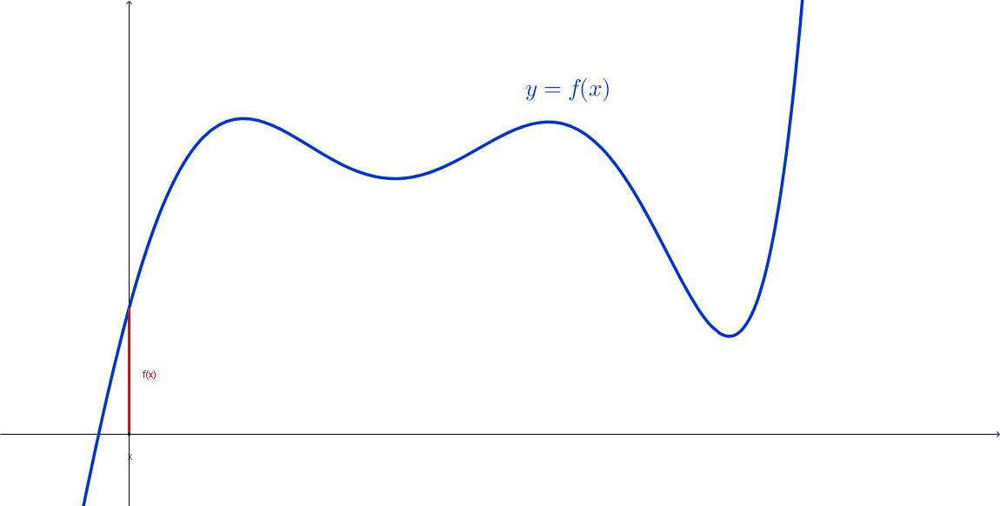 y = f(x)
f(x)
x